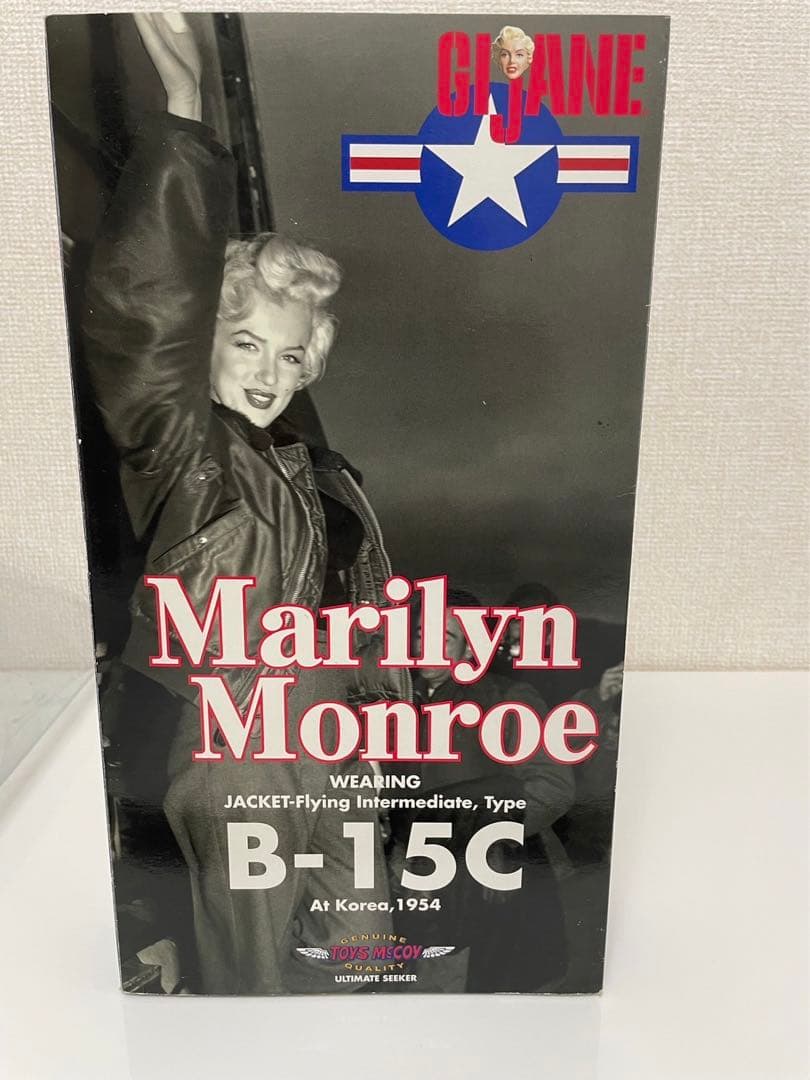 GI JANE
Marilyn
Monroe
WEARING
JACKET-Flying Intermediate, Type
B-15C
At Korea,1954
GENUINE
TOYS McCOY
QUALITY
ULTIMATE SEEKER